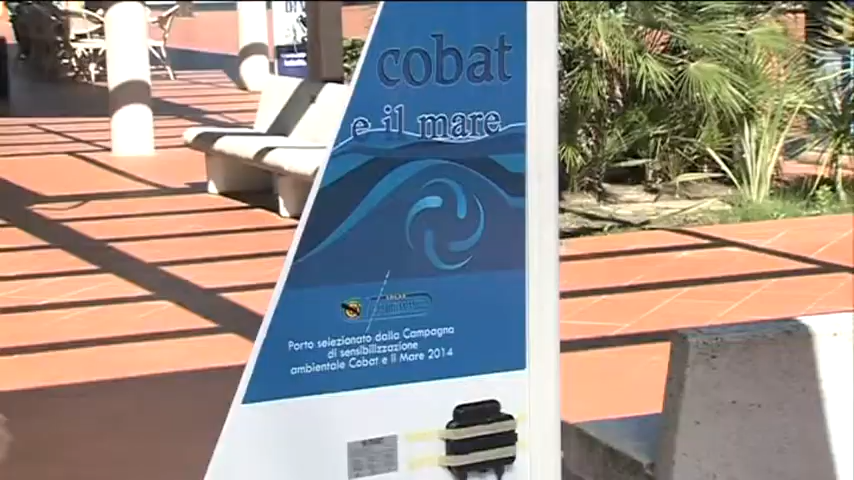 cobat
e il mare
Porto selezionato dalla Campagna
di sensibilizzazione
ambientale Cobat e Il Mare 2014